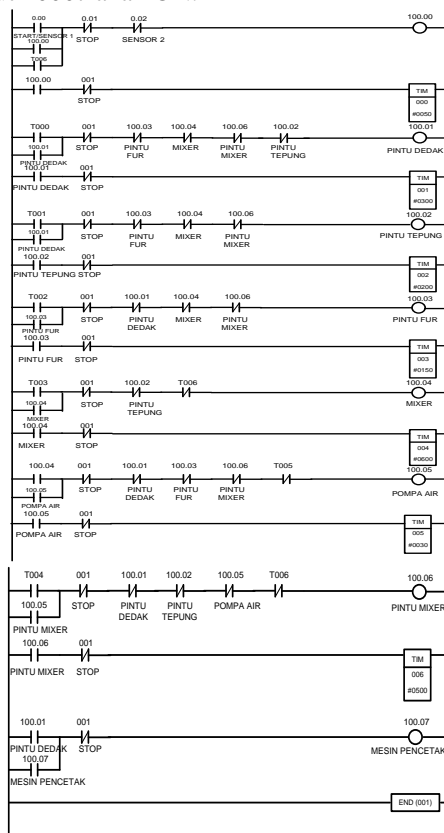 0.00 0.01 0.02 100.00
START/SENSOR 1 STOP SENSOR 2
100.00
T006
100.00 001 TIM
STOP 000
#0050
T000 001 100.03 100.04 100.06 100.02 100.01
100.01 STOP PINTU MIXER PINTU PINTU PINTU DEDAK
PINTU DEDAK FUR MIXER TEPUNG
100.01 001 TIM
PINTU DEDAK STOP 001
#0300
T001 001 100.03 100.04 100.06 100.02
100.01 STOP PINTU MIXER PINTU PINTU TEPUNG
PINTU DEDAK FUR MIXER
100.02 001 TIM
PINTU TEPUNG STOP 002
#0200
T002 001 100.01 100.04 100.06 100.03
100.03 STOP PINTU MIXER PINTU PINTU FUR
PINTU FUR DEDAK MIXER
100.03 001 TIM
PINTU FUR STOP 003
#0150
T003 001 100.02 T006 100.04
100.04 STOP PINTU MIXER
MIXER TEPUNG
100.04 001 TIM
MIXER STOP 004
#0600
100.04 001 100.01 100.03 100.06 T005 100.05
100.05 STOP PINTU PINTU PINTU POMPA AIR
POMPA AIR DEDAK FUR MIXER
100.05 001 TIM
POMPA AIR STOP 005
#0030
T004 001 100.01 100.02 100.05 T006 100.06
100.05 STOP PINTU PINTU POMPA AIR PINTU MIXER
PINTU MIXER DEDAK TEPUNG
100.06 001 TIM
PINTU MIXER STOP 006
#0500
100.01 001 100.07
PINTU DEDAK STOP MESIN PENCETAK
100.07
MESIN PENCETAK
END (001)